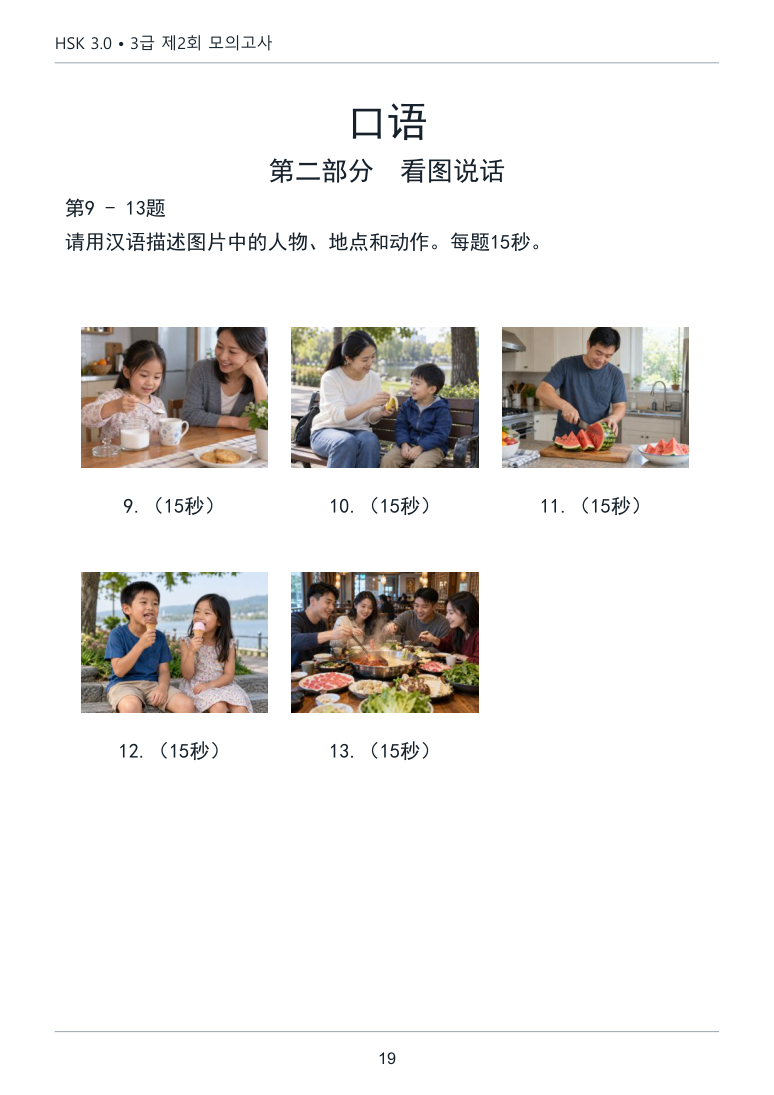 HSK 3.0 • 3급 제2회 모의고사
口语
第二部分　看图说话
第9 - 13题
请用汉语描述图片中的人物、地点和动作。每题15秒。
9.（15秒）
10.（15秒）
11.（15秒）
12.（15秒）
13.（15秒）
19